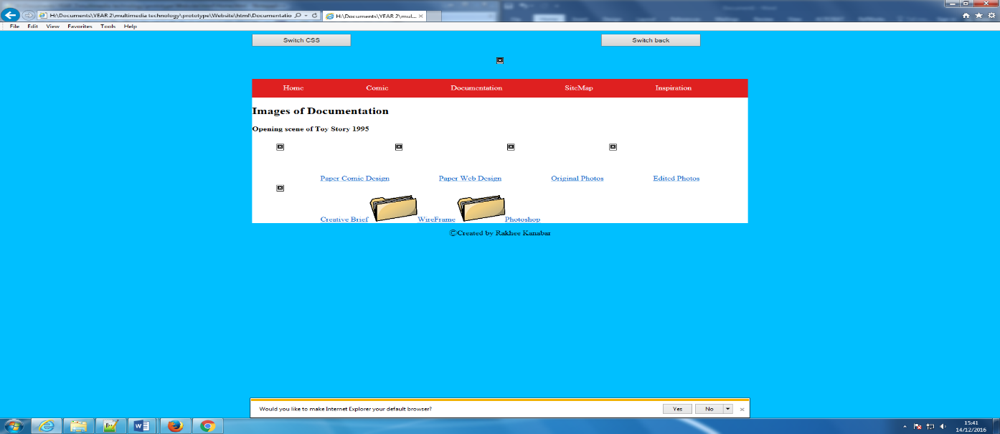 H:\Documents\YEAR 2\multimedia technology\prototype\Website\html\Documentatio
H:\Documents\YEAR 2\mul...
File Edit View Favorites Tools Help
Switch CSS Switch back
Home Comic Documentation SiteMap Inspiration
Images of Documentation
Opening scene of Toy Story 1995
Paper Comic Design Paper Web Design Original Photos Edited Photos
Creative Brief WireFrame Photoshop
©Created by Rakhee Kanabar
Would you like to make Internet Explorer your default browser? Yes No
15:41
14/12/2016